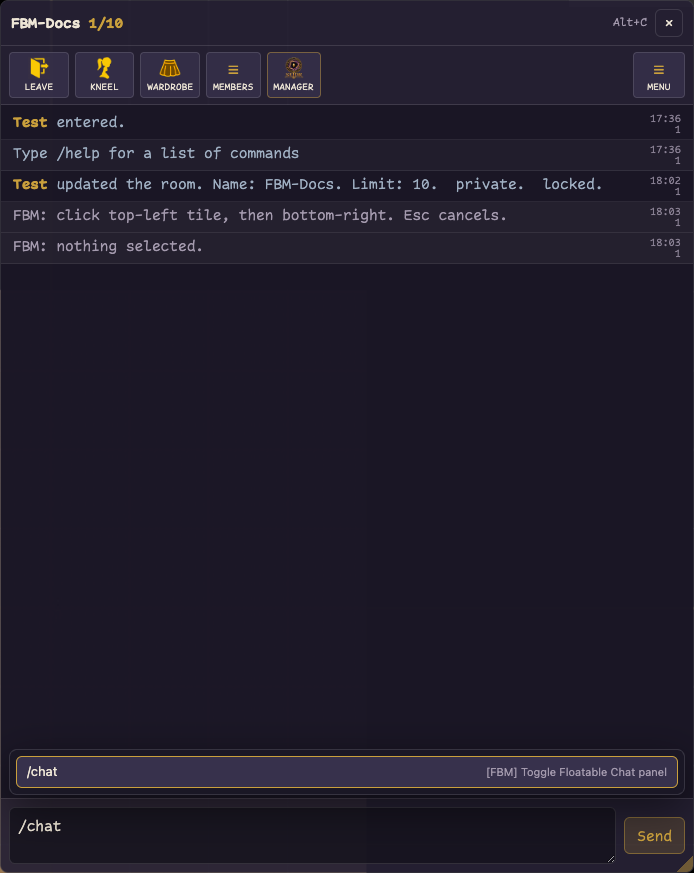 FBM-Docs 1/10 Alt+C ×
LEAVE KNEEL WARDROBE MEMBERS MANAGER MENU
Test entered. 17:36
1
Type /help for a list of commands 17:36
1
Test updated the room. Name: FBM-Docs. Limit: 10.  private.  locked. 18:02
1
FBM: click top-left tile, then bottom-right. Esc cancels. 18:03
1
FBM: nothing selected. 18:03
1
/chat [FBM] Toggle Floatable Chat panel
/chat
Send